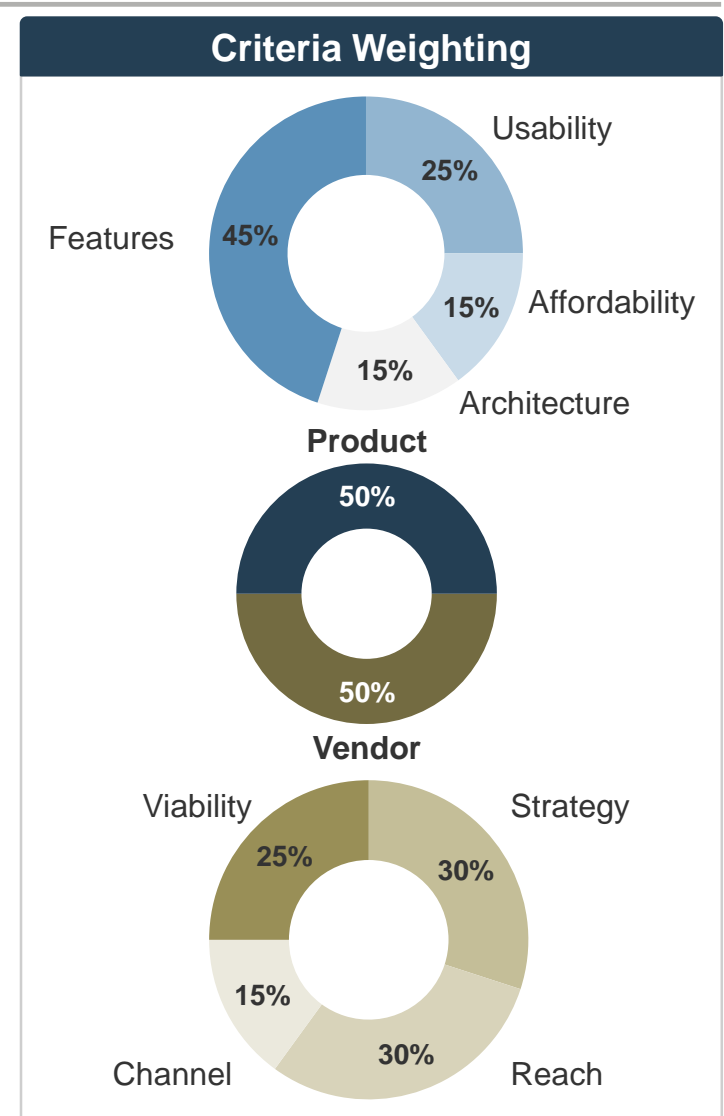 Criteria Weighting
Usability
25%
Features
45%
Affordability
15%
15%
Architecture
Product
50%
50%
Vendor
Viability
Strategy
25%
30%
15%
30%
Channel
Reach